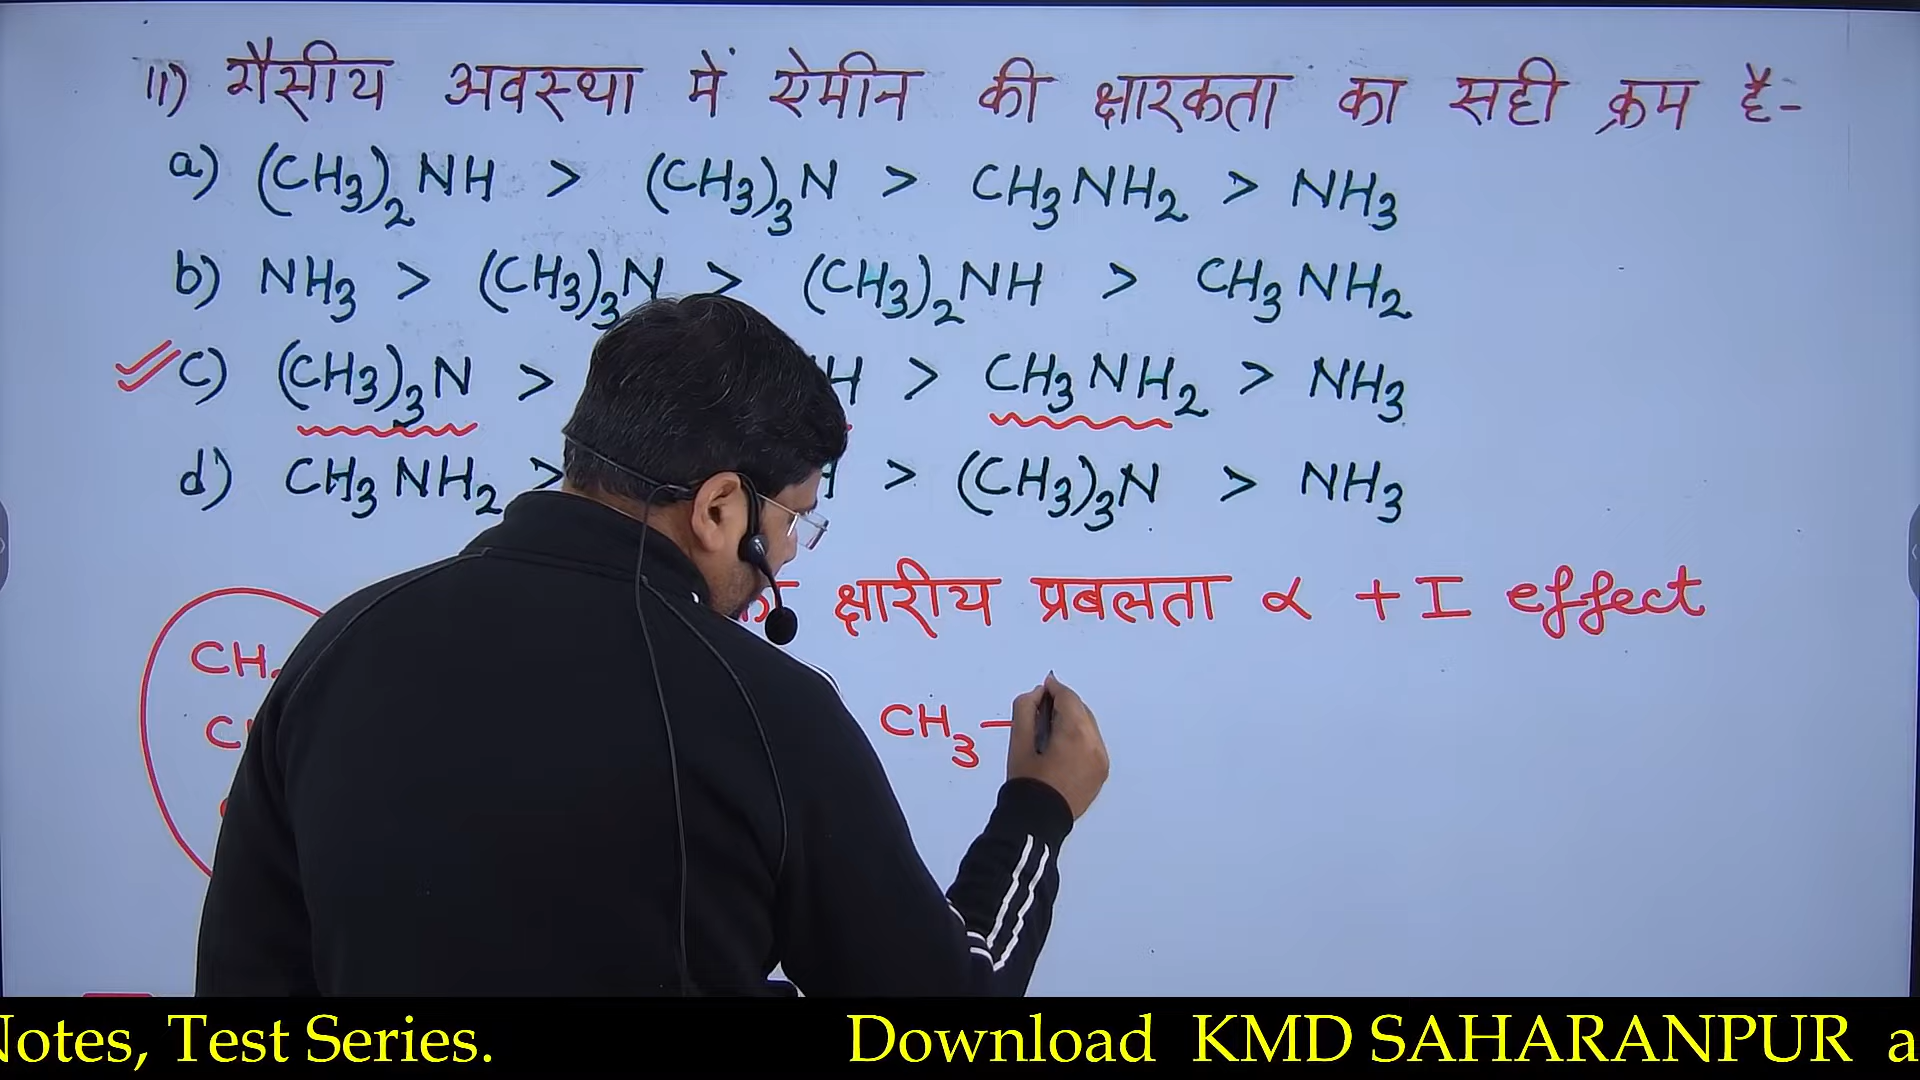 11) गैसीय अवस्था में ऐमीन की क्षारकता का सही क्रम है-
a) (CH3)2NH > (CH3)3N > CH3NH2 > NH3
b) NH3 > (CH3)3N > (CH3)2NH > CH3NH2
c) (CH3)3N > H > CH3NH2 > NH3
d) CH3NH2 > H > (CH3)3N > NH3
क्षारीय प्रबलता α +I effect
CH
CH3-
Notes, Test Series. Download KMD SAHARANPUR a